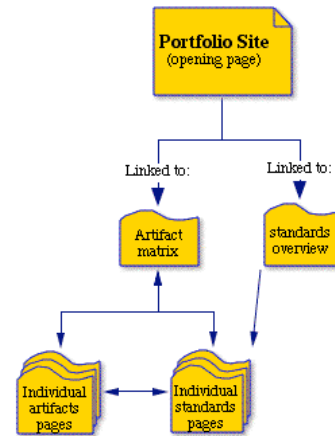 Portfolio Site
(opening page)
Linked to:
Linked to:
Artifact
matrix
standards
overview
Individual
artifacts
pages
Individual
standards
pages